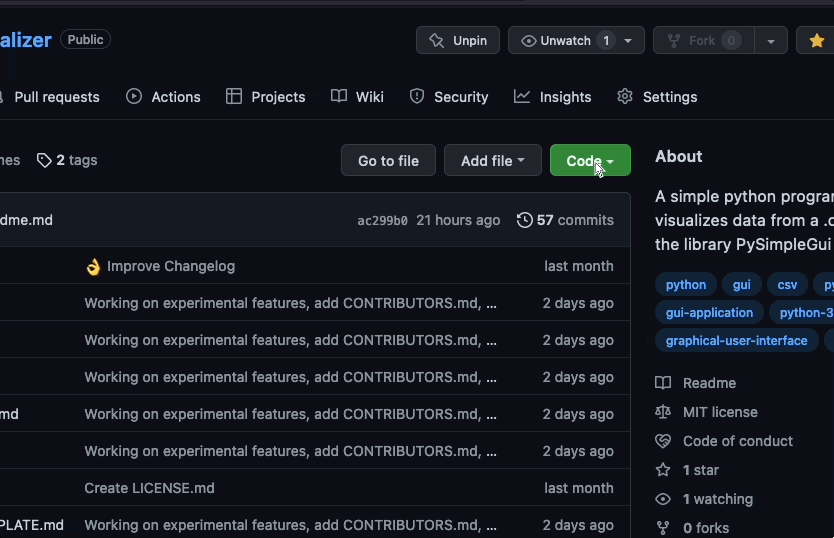 alizer Public Unpin Unwatch 1 Fork 0
Pull requests Actions Projects Wiki Security Insights Settings
nes 2 tags Go to file Add file Code
dme.md ac299b0 21 hours ago 57 commits
👌 Improve Changelog last month
Working on experimental features, add CONTRIBUTORS.md, ... 2 days ago
Working on experimental features, add CONTRIBUTORS.md, ... 2 days ago
Working on experimental features, add CONTRIBUTORS.md, ... 2 days ago
md Working on experimental features, add CONTRIBUTORS.md, ... 2 days ago
Working on experimental features, add CONTRIBUTORS.md, ... 2 days ago
Create LICENSE.md last month
PLATE.md Working on experimental features, add CONTRIBUTORS.md, ... 2 days ago
About
A simple python progra
visualizes data from a .c
the library PySimpleGui
python gui csv py
gui-application python-3
graphical-user-interface
Readme
MIT license
Code of conduct
1 star
1 watching
0 forks